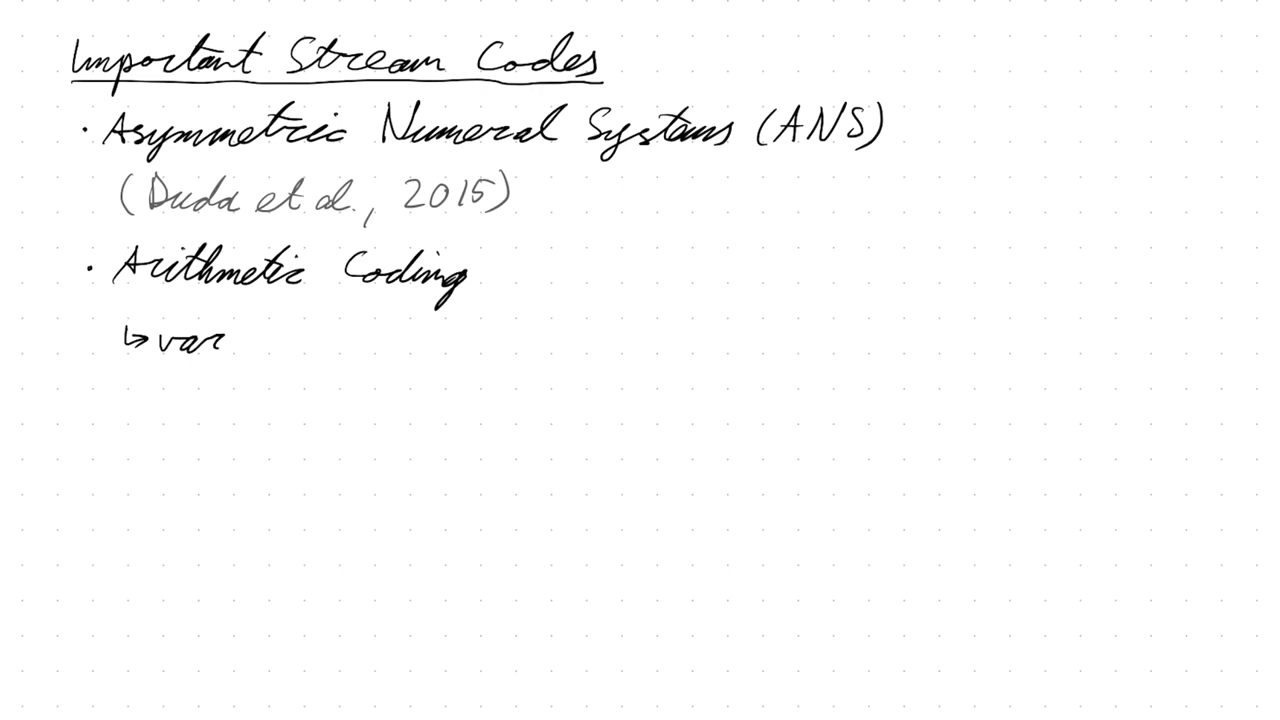 Important Stream Codes
· Asymmetric Numeral Systems (ANS)
(Duda et al., 2015)
· Arithmetic Coding
↳ var